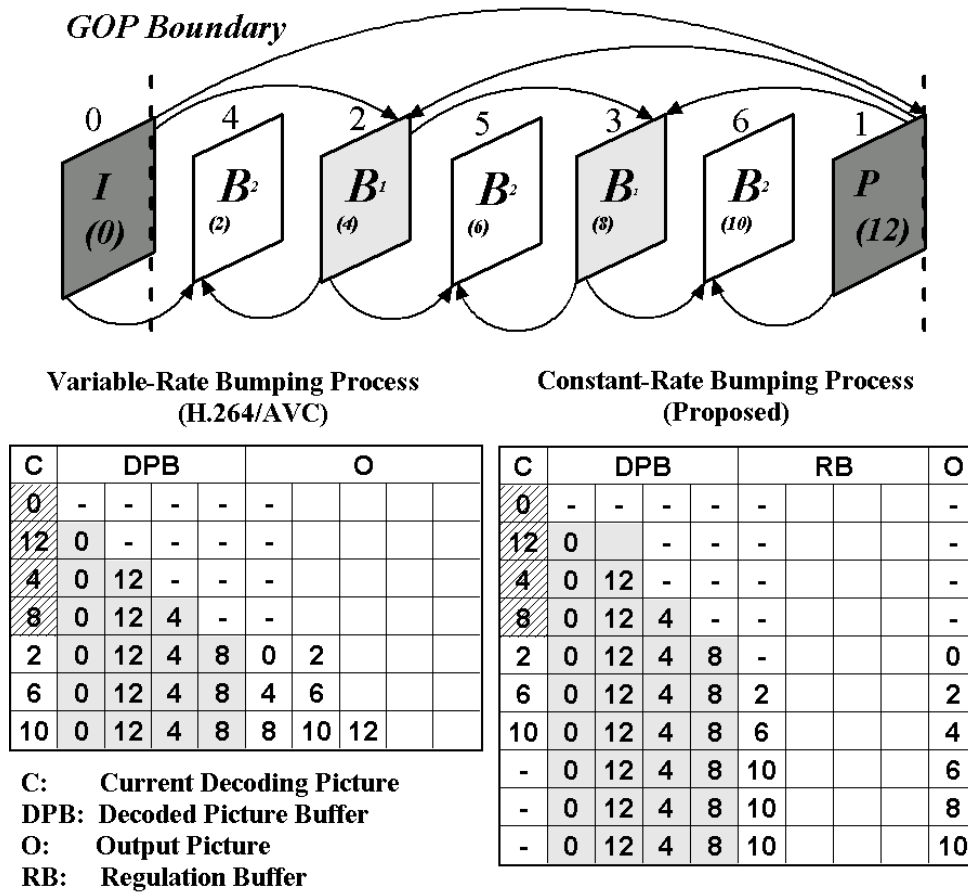 GOP Boundary
0 4 2 5 3 6 1
I B² B¹ B² B₁ B² P
(0) (2) (4) (6) (8) (10) (12)
Variable-Rate Bumping Process
(H.264/AVC)
C DPB O
0 - - - - -
12 0 - - - -
4 0 12 - - -
8 0 12 4 - -
2 0 12 4 8 0 2
6 0 12 4 8 4 6
10 0 12 4 8 8 10 12
C: Current Decoding Picture
DPB: Decoded Picture Buffer
O: Output Picture
RB: Regulation Buffer
Constant-Rate Bumping Process
(Proposed)
C DPB RB O
0 - - - - - -
12 0 - - - -
4 0 12 - - - -
8 0 12 4 - - -
2 0 12 4 8 - 0
6 0 12 4 8 2 2
10 0 12 4 8 6 4
- 0 12 4 8 10 6
- 0 12 4 8 10 8
- 0 12 4 8 10 10